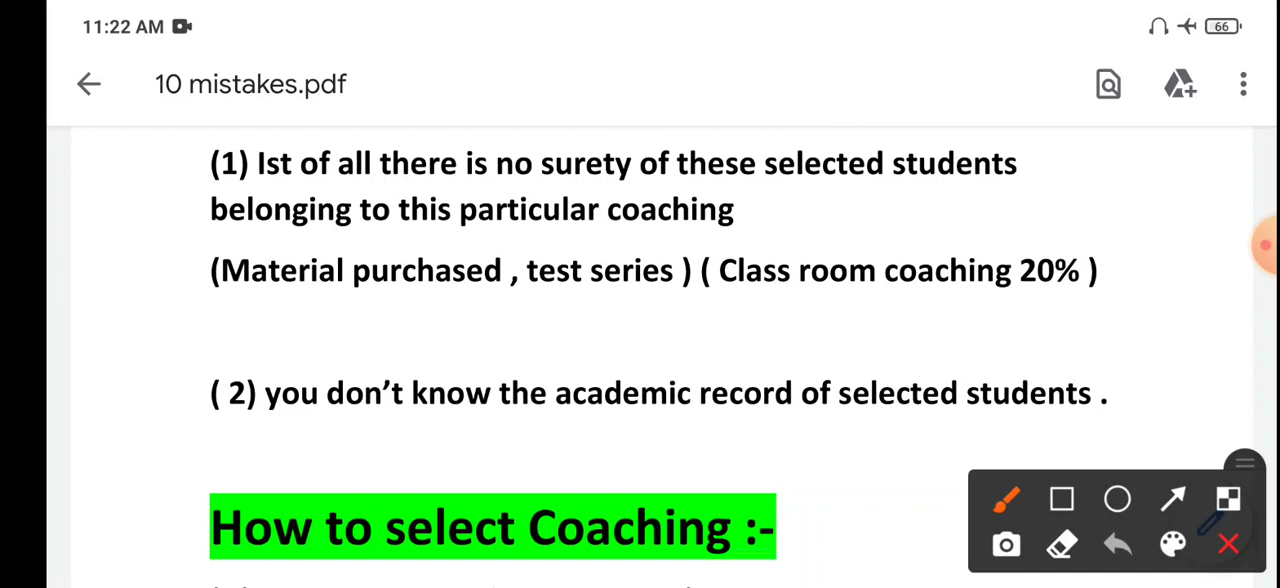 11:22 AM
66
10 mistakes.pdf
(1) Ist of all there is no surety of these selected students
belonging to this particular coaching
(Material purchased , test series ) ( Class room coaching 20% )
( 2) you don’t know the academic record of selected students .
How to select Coaching :-